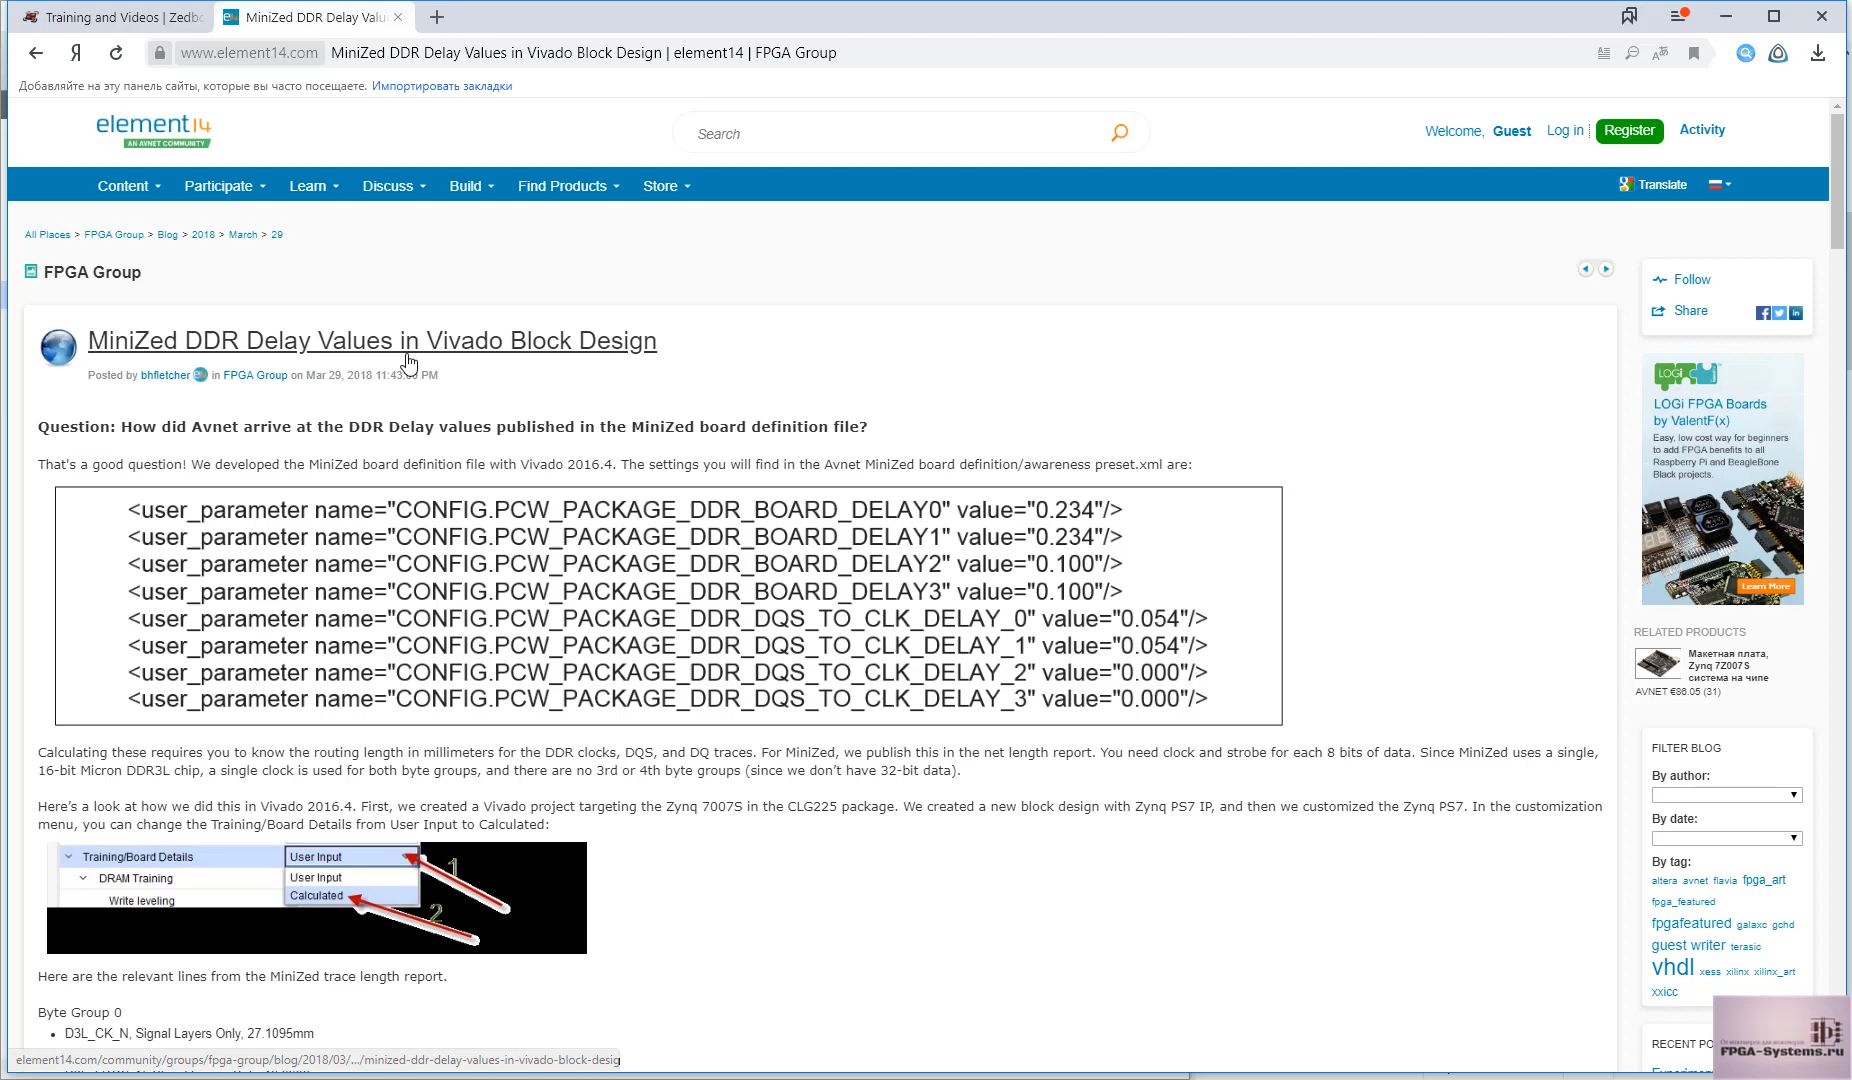 Training and Videos | Zedbo
MiniZed DDR Delay Valu
www.element14.com MiniZed DDR Delay Values in Vivado Block Design | element14 | FPGA Group
Добавляйте на эту панель сайты, которые вы часто посещаете. Импортировать закладки
element14
AN AVNET COMMUNITY
Search
Welcome, Guest Log in Register Activity
Content Participate Learn Discuss Build Find Products Store Translate
All Places > FPGA Group > Blog > 2018 > March > 29
FPGA Group
MiniZed DDR Delay Values in Vivado Block Design
Posted by bhfletcher in FPGA Group on Mar 29, 2018 11:43: PM
Question: How did Avnet arrive at the DDR Delay values published in the MiniZed board definition file?
That's a good question! We developed the MiniZed board definition file with Vivado 2016.4. The settings you will find in the Avnet MiniZed board definition/awareness preset.xml are:
<user_parameter name="CONFIG.PCW_PACKAGE_DDR_BOARD_DELAY0" value="0.234"/>
<user_parameter name="CONFIG.PCW_PACKAGE_DDR_BOARD_DELAY1" value="0.234"/>
<user_parameter name="CONFIG.PCW_PACKAGE_DDR_BOARD_DELAY2" value="0.100"/>
<user_parameter name="CONFIG.PCW_PACKAGE_DDR_BOARD_DELAY3" value="0.100"/>
<user_parameter name="CONFIG.PCW_PACKAGE_DDR_DQS_TO_CLK_DELAY_0" value="0.054"/>
<user_parameter name="CONFIG.PCW_PACKAGE_DDR_DQS_TO_CLK_DELAY_1" value="0.054"/>
<user_parameter name="CONFIG.PCW_PACKAGE_DDR_DQS_TO_CLK_DELAY_2" value="0.000"/>
<user_parameter name="CONFIG.PCW_PACKAGE_DDR_DQS_TO_CLK_DELAY_3" value="0.000"/>
Calculating these requires you to know the routing length in millimeters for the DDR clocks, DQS, and DQ traces. For MiniZed, we publish this in the net length report. You need clock and strobe for each 8 bits of data. Since MiniZed uses a single,
16-bit Micron DDR3L chip, a single clock is used for both byte groups, and there are no 3rd or 4th byte groups (since we don't have 32-bit data).
Here's a look at how we did this in Vivado 2016.4. First, we created a Vivado project targeting the Zynq 7007S in the CLG225 package. We created a new block design with Zynq PS7 IP, and then we customized the Zynq PS7. In the customization
menu, you can change the Training/Board Details from User Input to Calculated:
Training/Board Details User Input
DRAM Training User Input
Write leveling Calculated
1
2
Here are the relevant lines from the MiniZed trace length report.
Byte Group 0
• D3L_CK_N, Signal Layers Only, 27.1095mm
element14.com/community/groups/fpga-group/blog/2018/03/.../minized-ddr-delay-values-in-vivado-block-desig
Follow
Share
LOGi
LOGi FPGA Boards
by ValentF(x)
Easy, low cost way for beginners
to add FPGA benefits to all
Raspberry Pi and BeagleBone
Black projects.
Learn More
RELATED PRODUCTS
Макетная плата,
Zynq 7Z007S
система на чипе
AVNET €86.05 (31)
FILTER BLOG
By author:
By date:
By tag:
altera avnet flavia fpga_art
fpga_featured
fpgafeatured galaxc gchd
guest writer terasic
vhdl xess xilinx xilinx_art
xxicc
RECENT PO
FPGA-Systems.ru